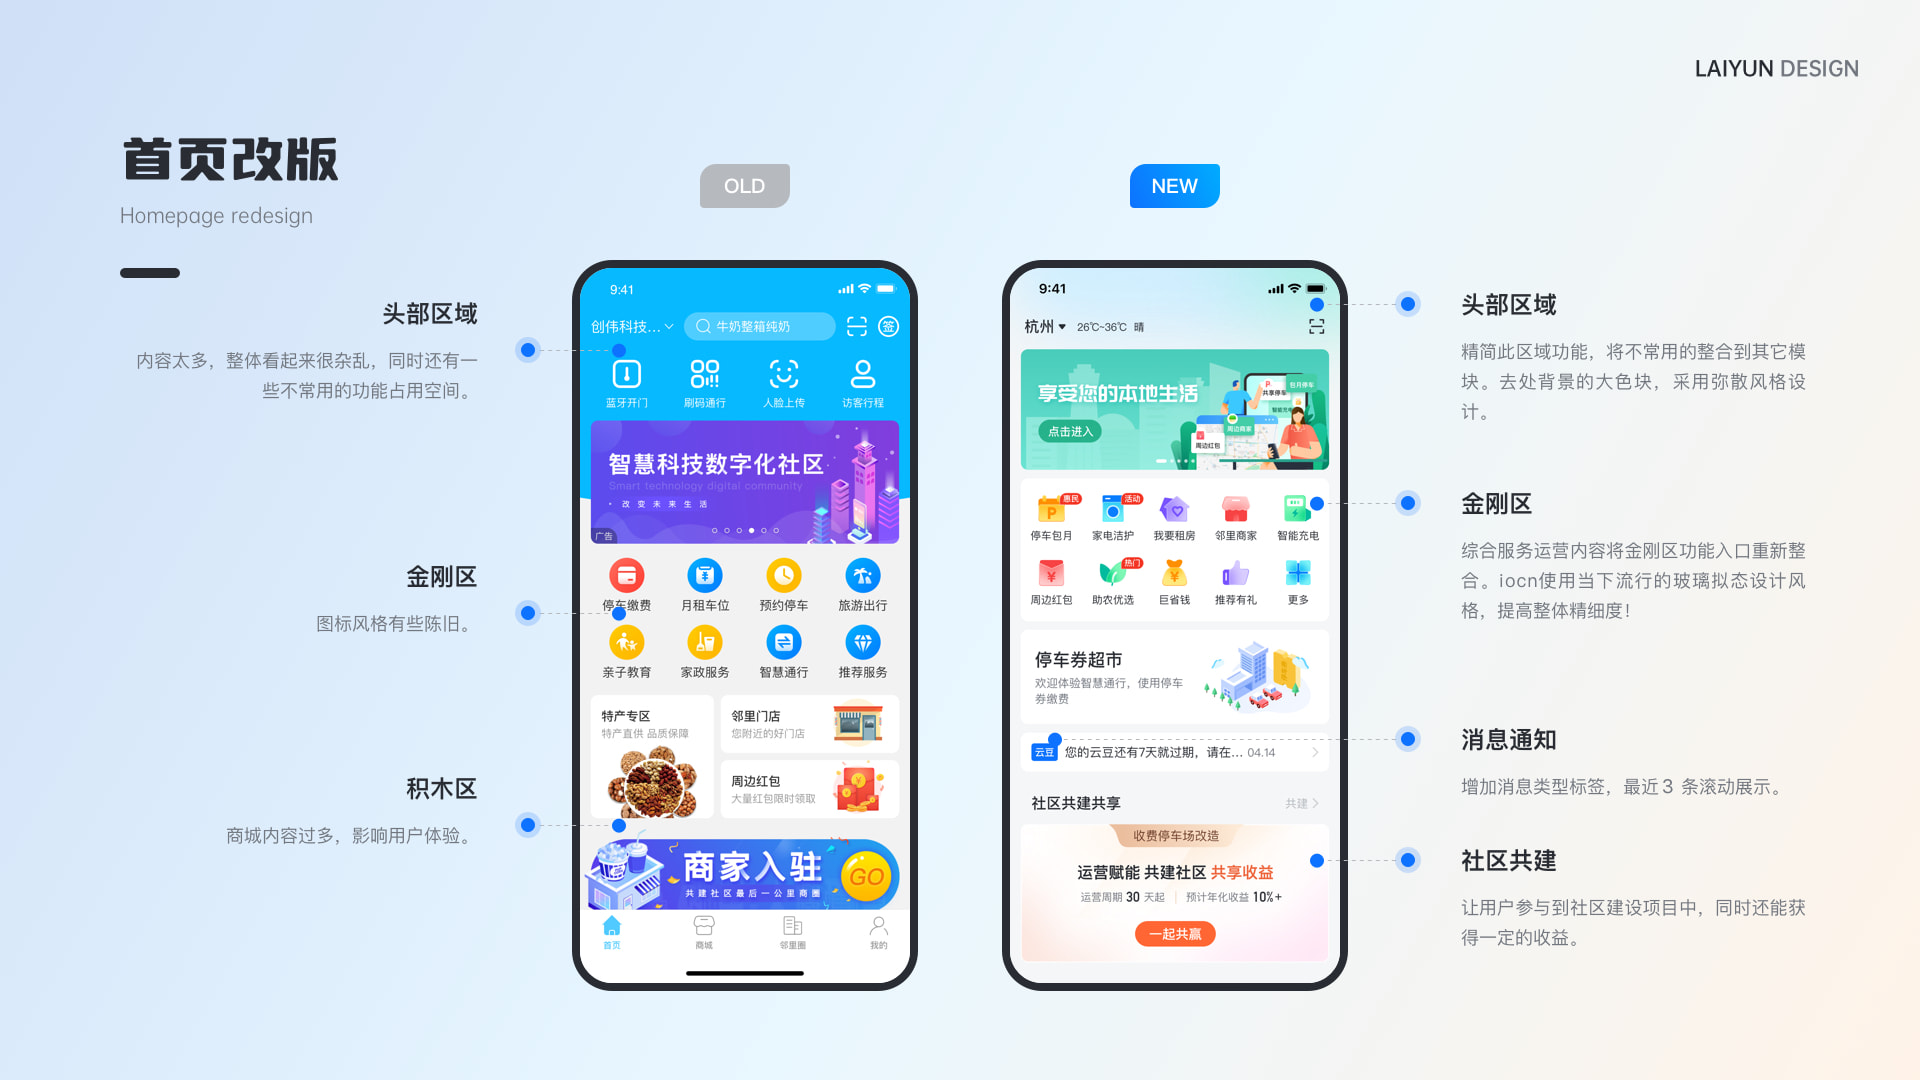 LAIYUN DESIGN
首页改版
Homepage redesign
OLD
NEW
头部区域
内容太多，整体看起来很杂乱，同时还有一
些不常用的功能占用空间。
金刚区
图标风格有些陈旧。
积木区
商城内容过多，影响用户体验。
9:41
创伟科技...
牛奶整箱纯奶
签
蓝牙开门
刷码通行
人脸上传
访客行程
智慧科技数字化社区
Smart technology digital community
改变未来生活
广告
停车缴费
月租车位
预约停车
旅游出行
亲子教育
家政服务
智慧通行
推荐服务
特产专区
特产直供 品质保障
邻里门店
您附近的好门店
周边红包
大量红包限时领取
商家入驻
共建社区最后一公里商圈
GO
首页
商城
邻里圈
我的
9:41
杭州
26℃~36℃ 晴
享受您的本地生活
点击进入
P
共享停车
包月停车
智能充电
周边商家
周边红包
惠民
活动
停车包月
家电洁护
我要租房
邻里商家
智能充电
热门
周边红包
助农优选
巨省钱
推荐有礼
更多
停车券超市
欢迎体验智慧通行，使用停车
券缴费
云豆
您的云豆还有7天就过期，请在... 04.14
社区共建共享
共建
收费停车场改造
运营赋能 共建社区 共享收益
运营周期 30 天起
预计年化收益 10%+
一起共赢
头部区域
精简此区域功能，将不常用的整合到其它模
块。去处背景的大色块，采用弥散风格设
计。
金刚区
综合服务运营内容将金刚区功能入口重新整
合。iocn使用当下流行的玻璃拟态设计风
格，提高整体精细度！
消息通知
增加消息类型标签，最近3 条滚动展示。
社区共建
让用户参与到社区建设项目中，同时还能获
得一定的收益。